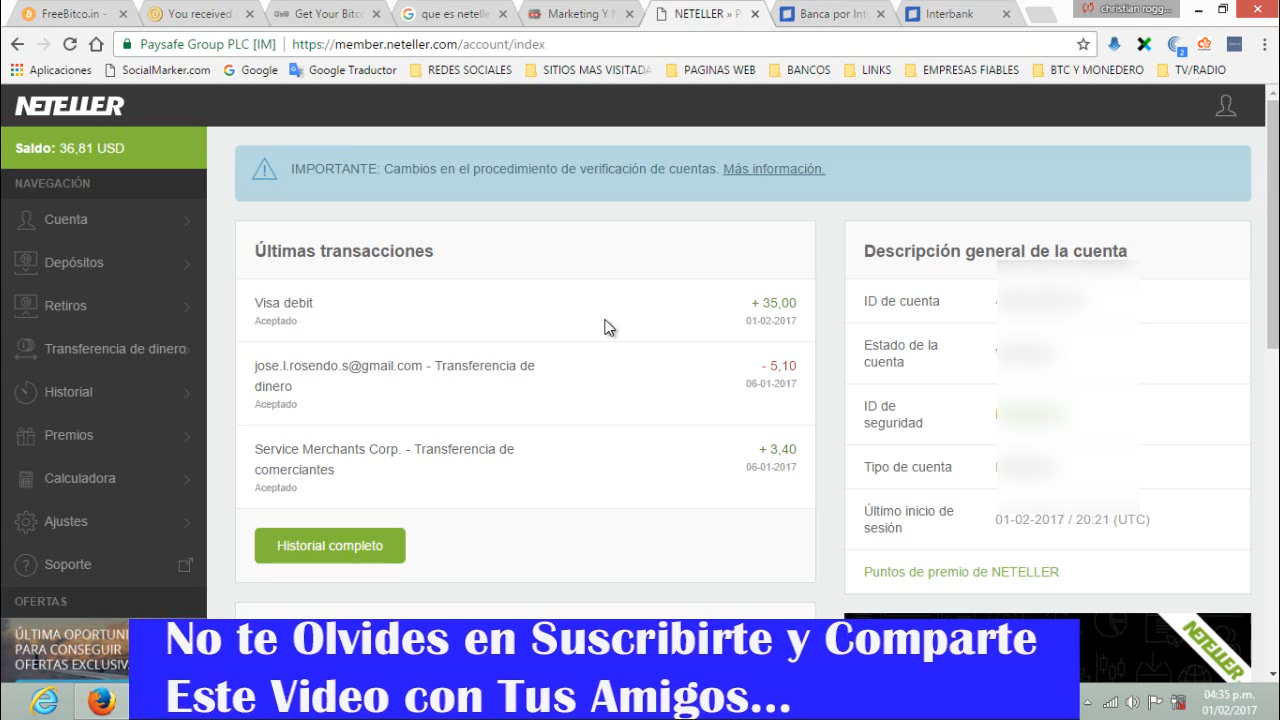 FreeBitco.in -
You received
Get Your Bitco
que es netelle
Marketing Y M
NETELLER » P
Banca por Int
Interbank
christian rogg...
Paysafe Group PLC [IM]
https://member.neteller.com/account/index
2
Aplicaciones
SocialMarker.com
Google
Google Traductor
REDES SOCIALES
SITIOS MAS VISITADA
PAGINAS WEB
BANCOS
LINKS
EMPRESAS FIABLES
BTC Y MONEDERO
TV/RADIO
NETELLER
Saldo: 36,81 USD
NAVEGACIÓN
Cuenta
Depósitos
Retiros
Transferencia de dinero
Historial
Premios
Calculadora
Ajustes
Soporte
OFERTAS
ÚLTIMA OPORTUNI
PARA CONSEGUIR
OFERTAS EXCLUSIVA
IMPORTANTE: Cambios en el procedimiento de verificación de cuentas. Más información.
Últimas transacciones
Visa debit
+ 35,00
Aceptado
01-02-2017
jose.l.rosendo.s@gmail.com - Transferencia de
dinero
- 5,10
06-01-2017
Aceptado
Service Merchants Corp. - Transferencia de
comerciantes
+ 3,40
06-01-2017
Aceptado
Historial completo
Descripción general de la cuenta
ID de cuenta
Estado de la
cuenta
ID de
seguridad
Tipo de cuenta
Último inicio de
sesión
01-02-2017 / 20:21 (UTC)
Puntos de premio de NETELLER
NETELLER
No te Olvides en Suscribirte y Comparte
Este Video con Tus Amigos...
04:35 p.m.
01/02/2017